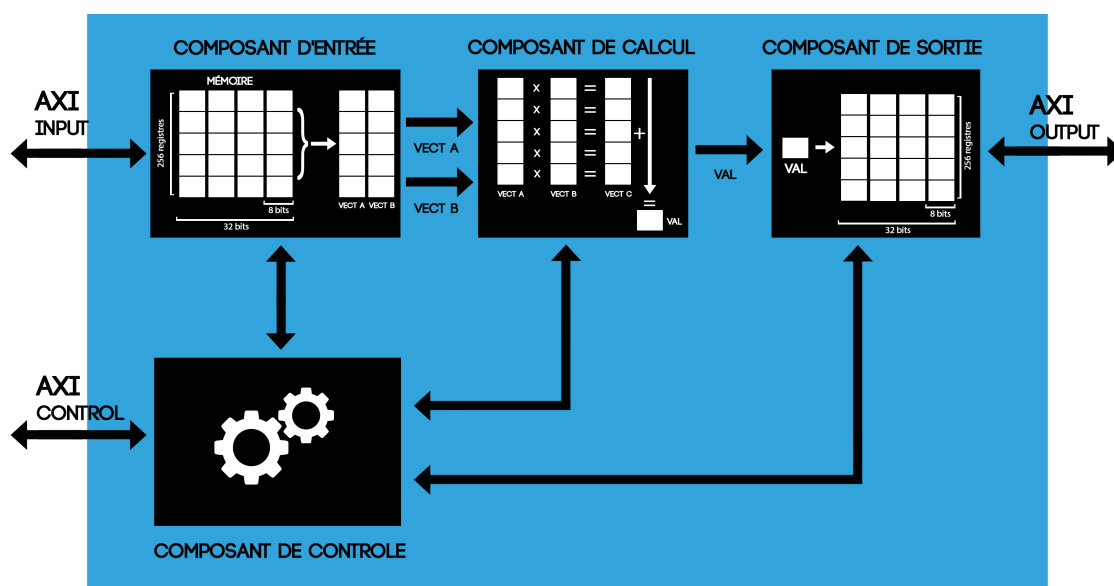 COMPOSANT D'ENTRÉE
COMPOSANT DE CALCUL
COMPOSANT DE SORTIE
AXI
INPUT
MÉMOIRE
256 registres
8 bits
32 bits
VECT A VECT B
VECT A
VECT B
x =
x =
x =
x =
x =
+
VECT A VECT B VECT C
=
VAL
VAL
VAL
256 registres
8 bits
32 bits
AXI
OUTPUT
AXI
CONTROL
COMPOSANT DE CONTROLE